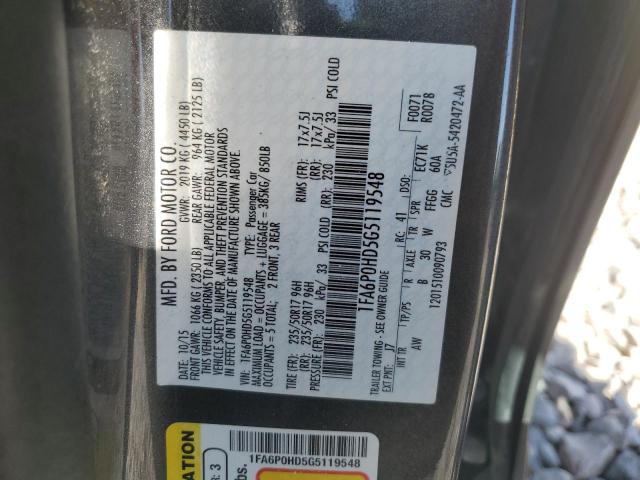 MFD. BY FORD MOTOR CO.
DATE: 10/15 GVWR: 2019 KG ( 4450 LB)
FRONT GAWR: 1066 KG ( 2350 LB) REAR GAWR: 964 KG ( 2125 LB)
THIS VEHICLE CONFORMS TO ALL APPLICABLE FEDERAL MOTOR
VEHICLE SAFETY, BUMPER, AND THEFT PREVENTION STANDARDS
IN EFFECT ON THE DATE OF MANUFACTURE SHOWN ABOVE.
VIN: 1FA6P0HD5G5119548 TYPE: Passenger Car
MAXIMUM LOAD = OCCUPANTS + LUGGAGE = 385KG/ 850LB
OCCUPANTS = 5 TOTAL; 2 FRONT, 3 REAR
TIRE (FR): 235/50R17 96H RIMS (FR): 17x7.5J
(RR): 235/50R17 96H (RR): 17x7.5J
PRESSURE (FR): 230 kPa/ 33 PSI COLD (RR): 230 kPa/ 33 PSI COLD
1FA6P0HD5G5119548
F0071
R0078
TRAILER TOWING - SEE OWNER GUIDE
EXT PNT: J7 RC: 41 DSO: EC71K
INT TR TP/PS R AXLE TR SPR
AW B 30 W FFGG 60A
1201510090793 CMC 5U5A-5420472-AA
1FA6P0HD5G5119548
ATION
R: 3
lbs.